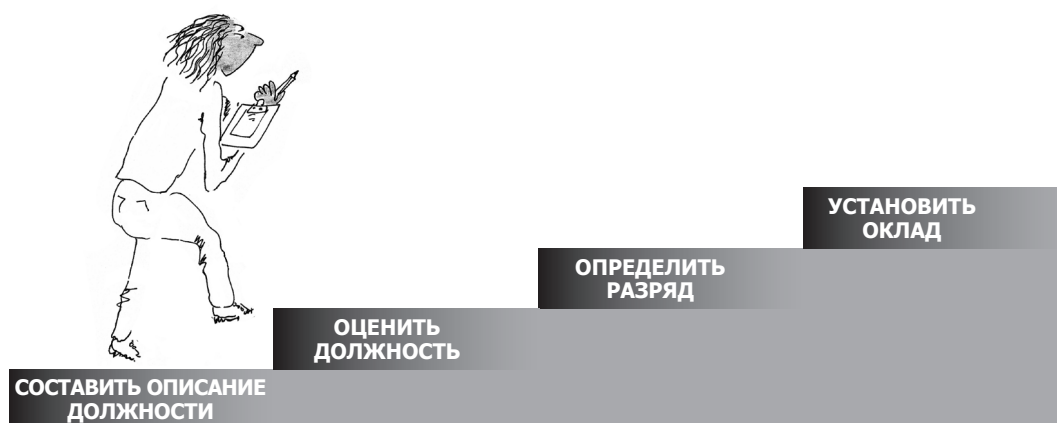 УСТАНОВИТЬ
ОКЛАД
ОПРЕДЕЛИТЬ
РАЗРЯД
ОЦЕНИТЬ
ДОЛЖНОСТЬ
СОСТАВИТЬ ОПИСАНИЕ
ДОЛЖНОСТИ